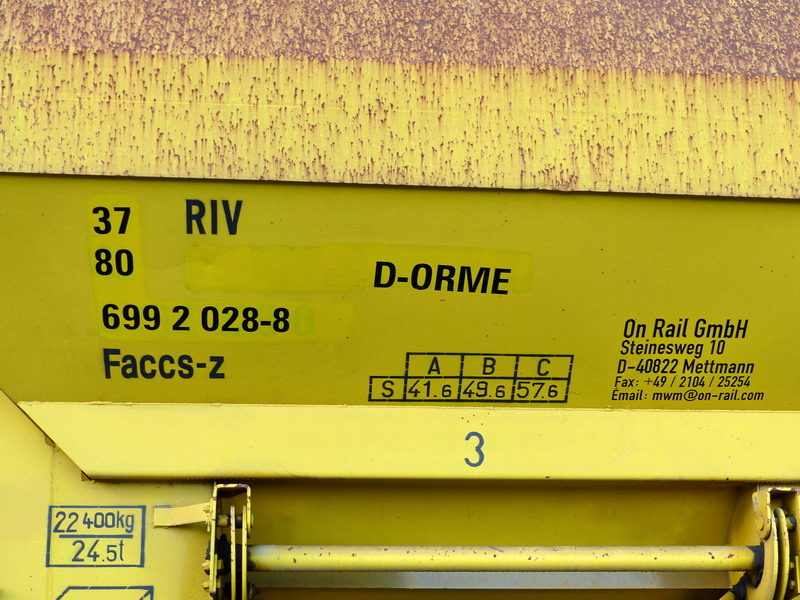 37 RIV
80 D-ORME
699 2 028-8
Faccs-z
A B C
S 41.6 49.6 57.6
On Rail GmbH
Steinesweg 10
D-40822 Mettmann
Fax: +49 / 2104 / 25254
Email: mwm@on-rail.com
3
22 400kg
24.5t